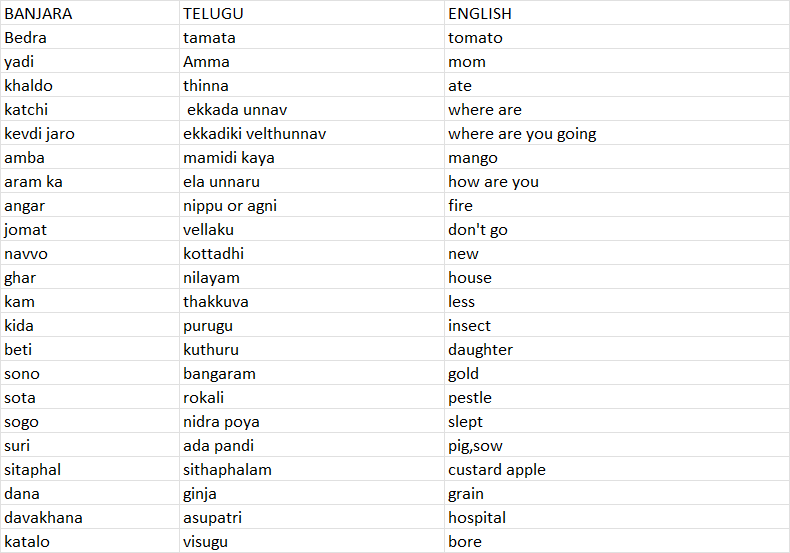 BANJARA TELUGU ENGLISH
Bedra tamata tomato
yadi Amma mom
khaldo thinna ate
katchi ekkada unnav where are
kevdi jaro ekkadiki velthunnav where are you going
amba mamidi kaya mango
aram ka ela unnaru how are you
angar nippu or agni fire
jomat vellaku don't go
navvo kottadhi new
ghar nilayam house
kam thakkuva less
kida purugu insect
beti kuthuru daughter
sono bangaram gold
sota rokali pestle
sogo nidra poya slept
suri ada pandi pig,sow
sitaphal sithaphalam custard apple
dana ginja grain
davakhana asupatri hospital
katalo visugu bore